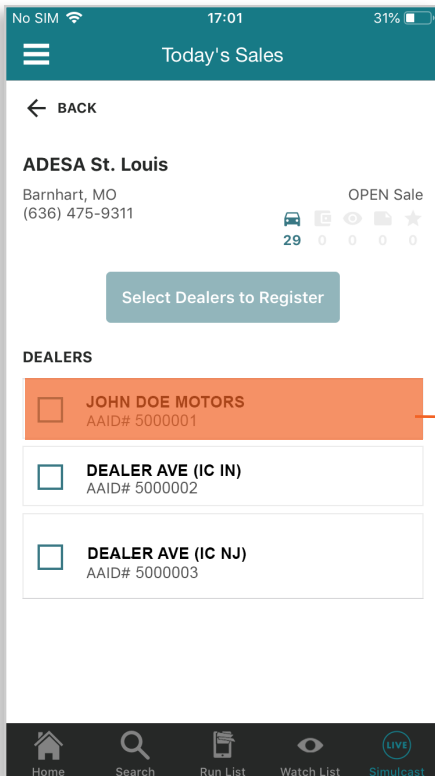 No SIM 17:01 31%
Today's Sales
BACK
ADESA St. Louis
Barnhart, MO OPEN Sale
(636) 475-9311
29 0 0 0 0
Select Dealers to Register
DEALERS
JOHN DOE MOTORS
AAID# 5000001
DEALER AVE (IC IN)
AAID# 5000002
DEALER AVE (IC NJ)
AAID# 5000003
LIVE
Home Search Run List Watch List Simulcast